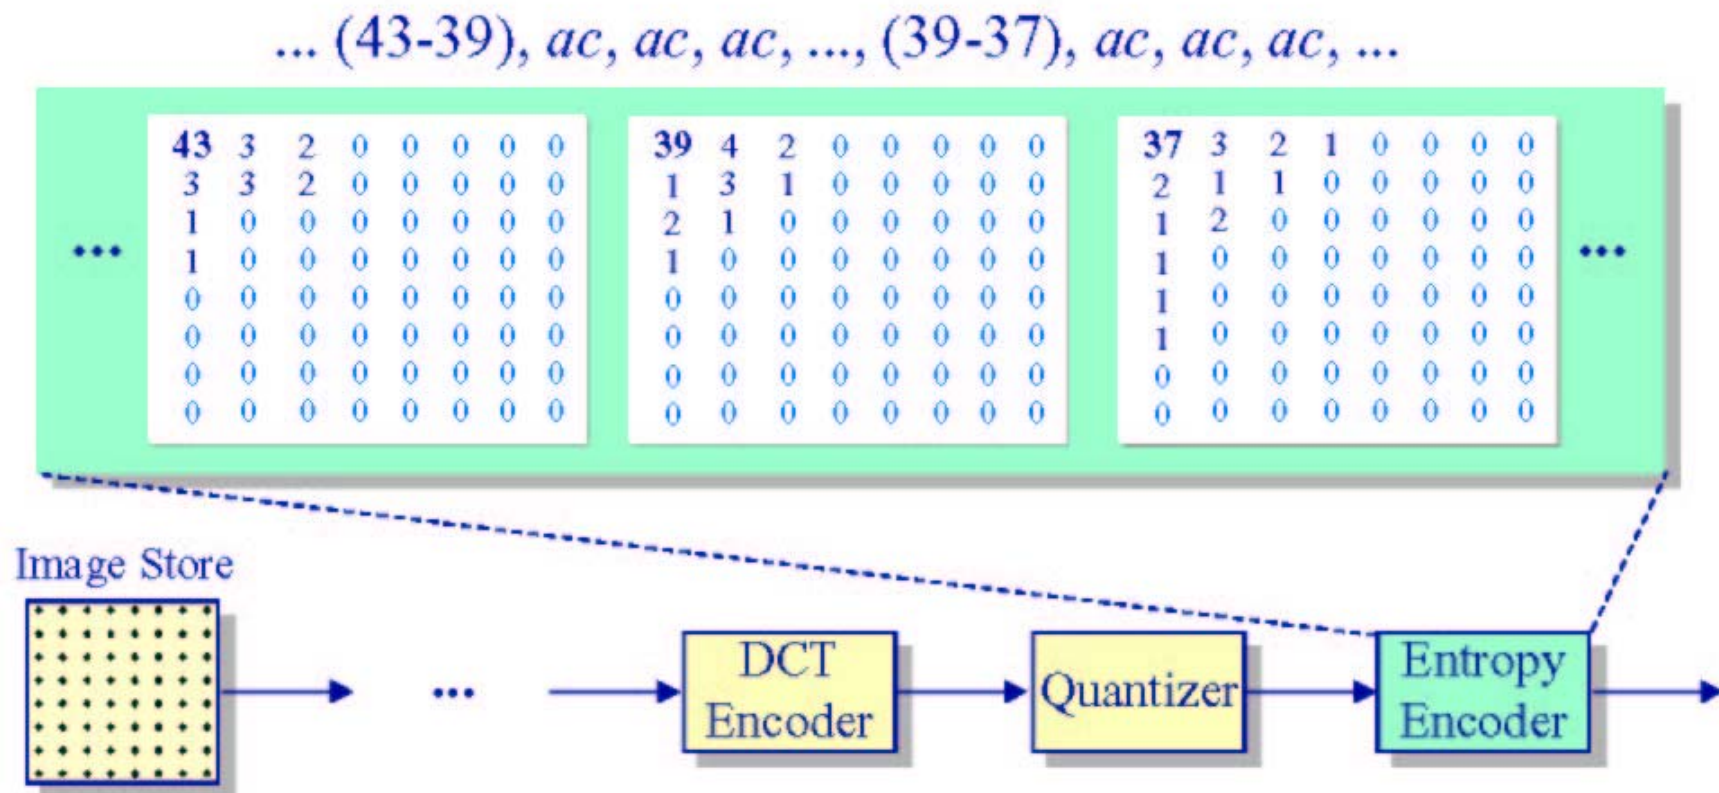 ... (43-39), ac, ac, ac, ..., (39-37), ac, ac, ac, ...
43 3 2 0 0 0 0 0
3 3 2 0 0 0 0 0
1 0 0 0 0 0 0 0
1 0 0 0 0 0 0 0
0 0 0 0 0 0 0 0
0 0 0 0 0 0 0 0
0 0 0 0 0 0 0 0
0 0 0 0 0 0 0 0
39 4 2 0 0 0 0 0
1 3 1 0 0 0 0 0
2 1 0 0 0 0 0 0
1 0 0 0 0 0 0 0
0 0 0 0 0 0 0 0
0 0 0 0 0 0 0 0
0 0 0 0 0 0 0 0
0 0 0 0 0 0 0 0
37 3 2 1 0 0 0 0
2 1 1 0 0 0 0 0
1 2 0 0 0 0 0 0
1 0 0 0 0 0 0 0
1 0 0 0 0 0 0 0
1 0 0 0 0 0 0 0
0 0 0 0 0 0 0 0
0 0 0 0 0 0 0 0
...
...
Image Store
...
DCT
Encoder
Quantizer
Entropy
Encoder